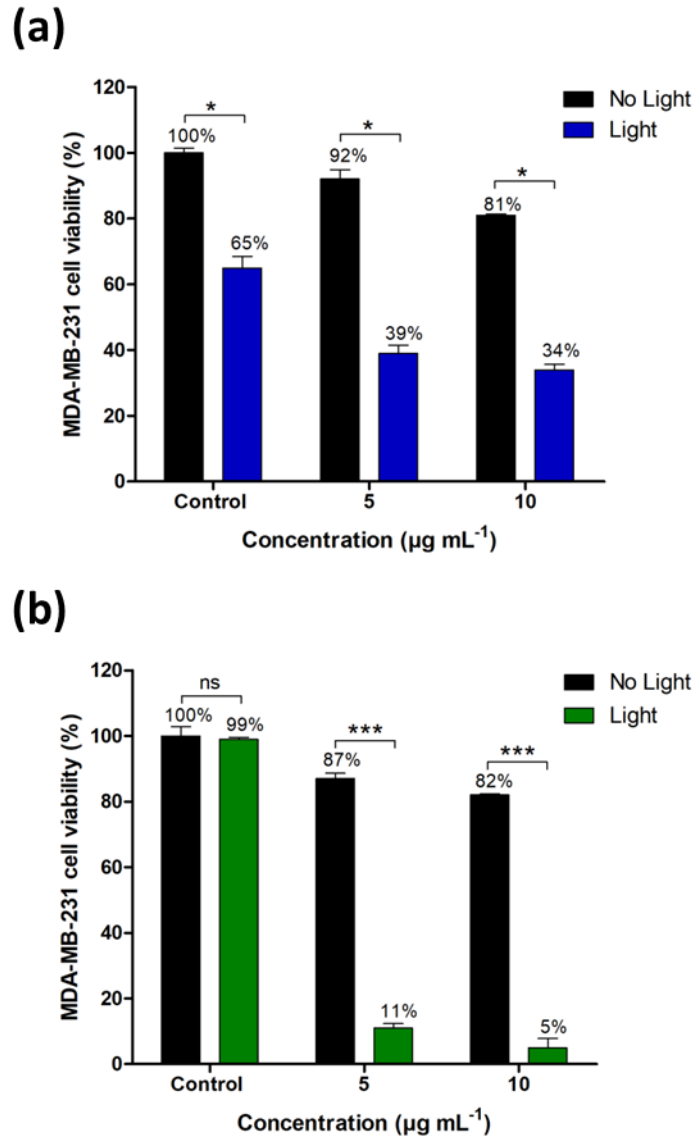 (a)
MDA-MB-231 cell viability (%)
120
100
80
60
40
20
0
No Light
Light
*
*
*
100%
65%
92%
39%
81%
34%
Control
5
10
Concentration (µg mL⁻¹)
(b)
MDA-MB-231 cell viability (%)
120
100
80
60
40
20
0
No Light
Light
ns
***
***
100%
99%
87%
11%
82%
5%
Control
5
10
Concentration (µg mL⁻¹)